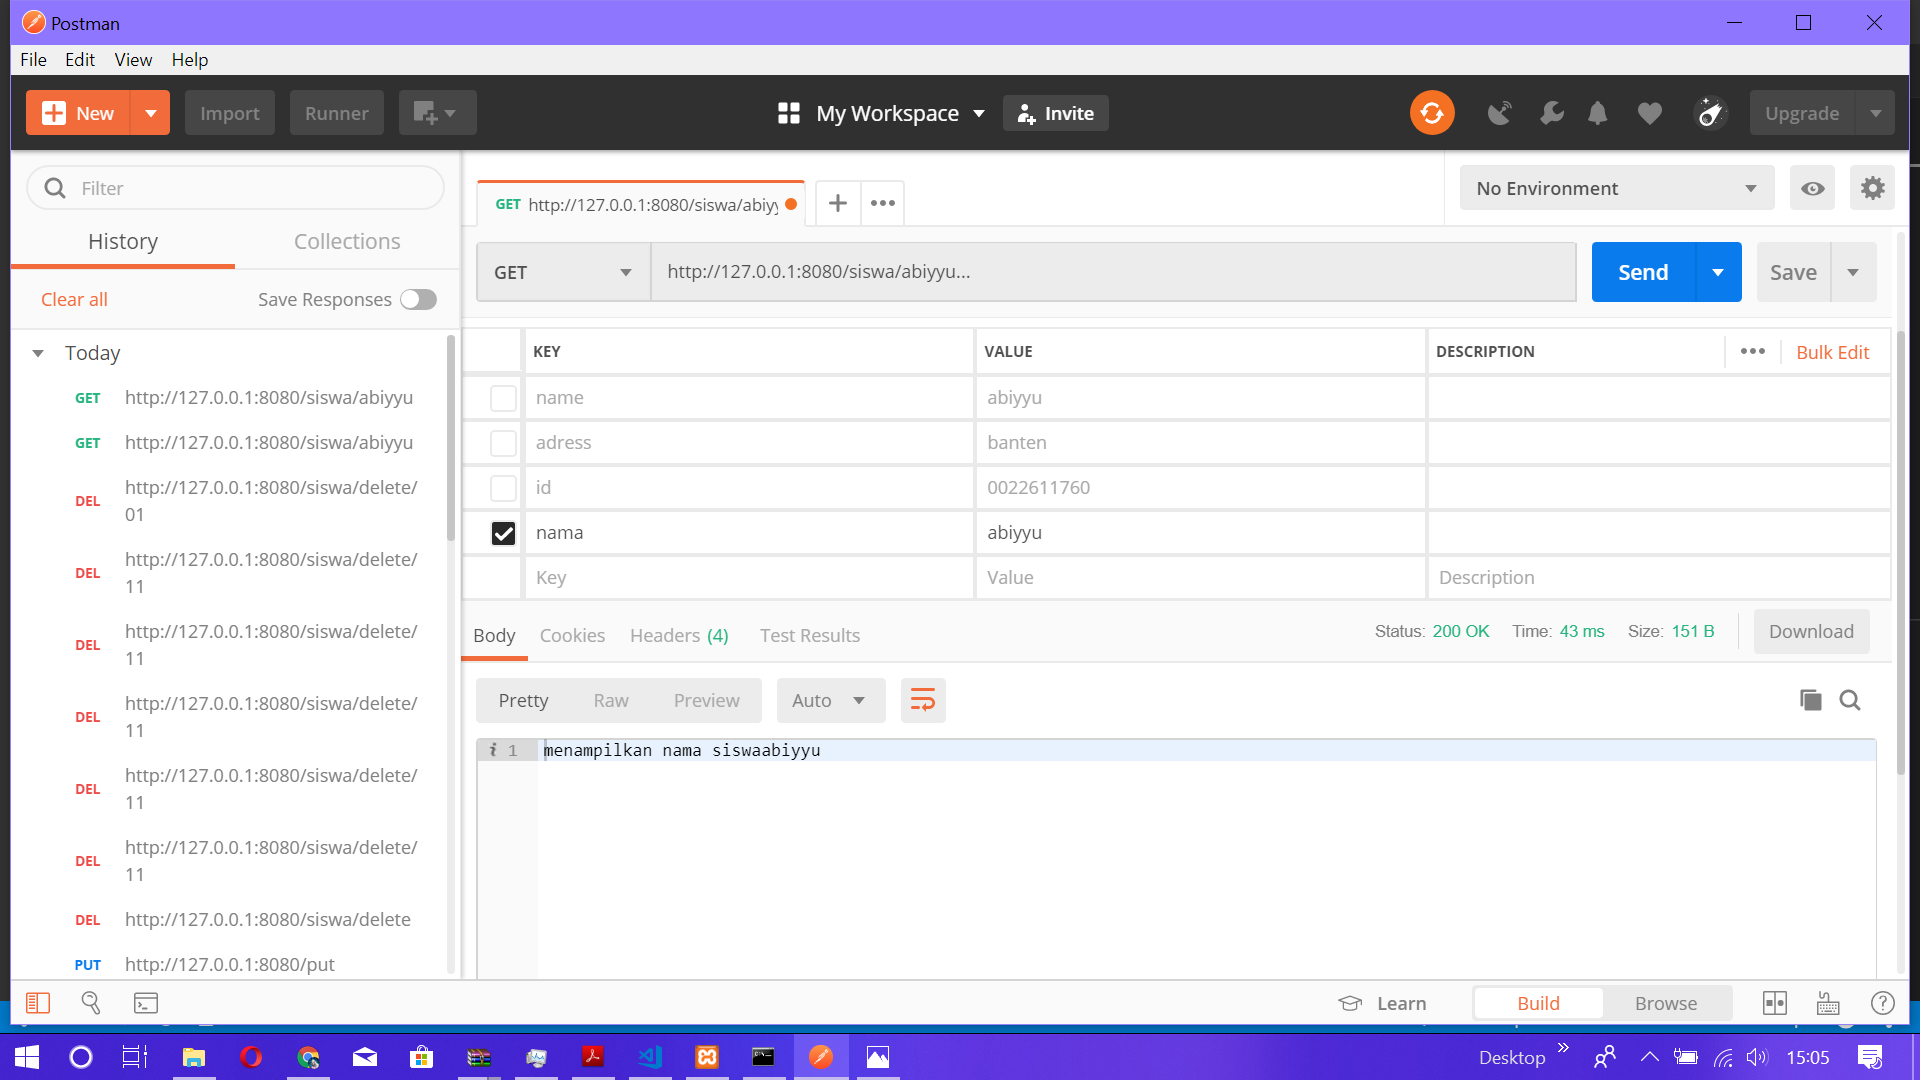 Postman
File Edit View Help
New Import Runner My Workspace Invite Upgrade
Filter
History Collections
Clear all Save Responses
Today
GET http://127.0.0.1:8080/siswa/abiyyu
GET http://127.0.0.1:8080/siswa/abiyyu
DEL http://127.0.0.1:8080/siswa/delete/
01
DEL http://127.0.0.1:8080/siswa/delete/
11
DEL http://127.0.0.1:8080/siswa/delete/
11
DEL http://127.0.0.1:8080/siswa/delete/
11
DEL http://127.0.0.1:8080/siswa/delete/
11
DEL http://127.0.0.1:8080/siswa/delete/
11
DEL http://127.0.0.1:8080/siswa/delete
PUT http://127.0.0.1:8080/put
GET http://127.0.0.1:8080/siswa/abiyy
No Environment
GET http://127.0.0.1:8080/siswa/abiyyu... Send Save
KEY VALUE DESCRIPTION ••• Bulk Edit
name abiyyu
adress banten
id 0022611760
nama abiyyu
Key Value Description
Body Cookies Headers (4) Test Results Status: 200 OK Time: 43 ms Size: 151 B Download
Pretty Raw Preview Auto
i 1 menampilkan nama siswaabiyyu
Learn Build Browse
Desktop 15:05